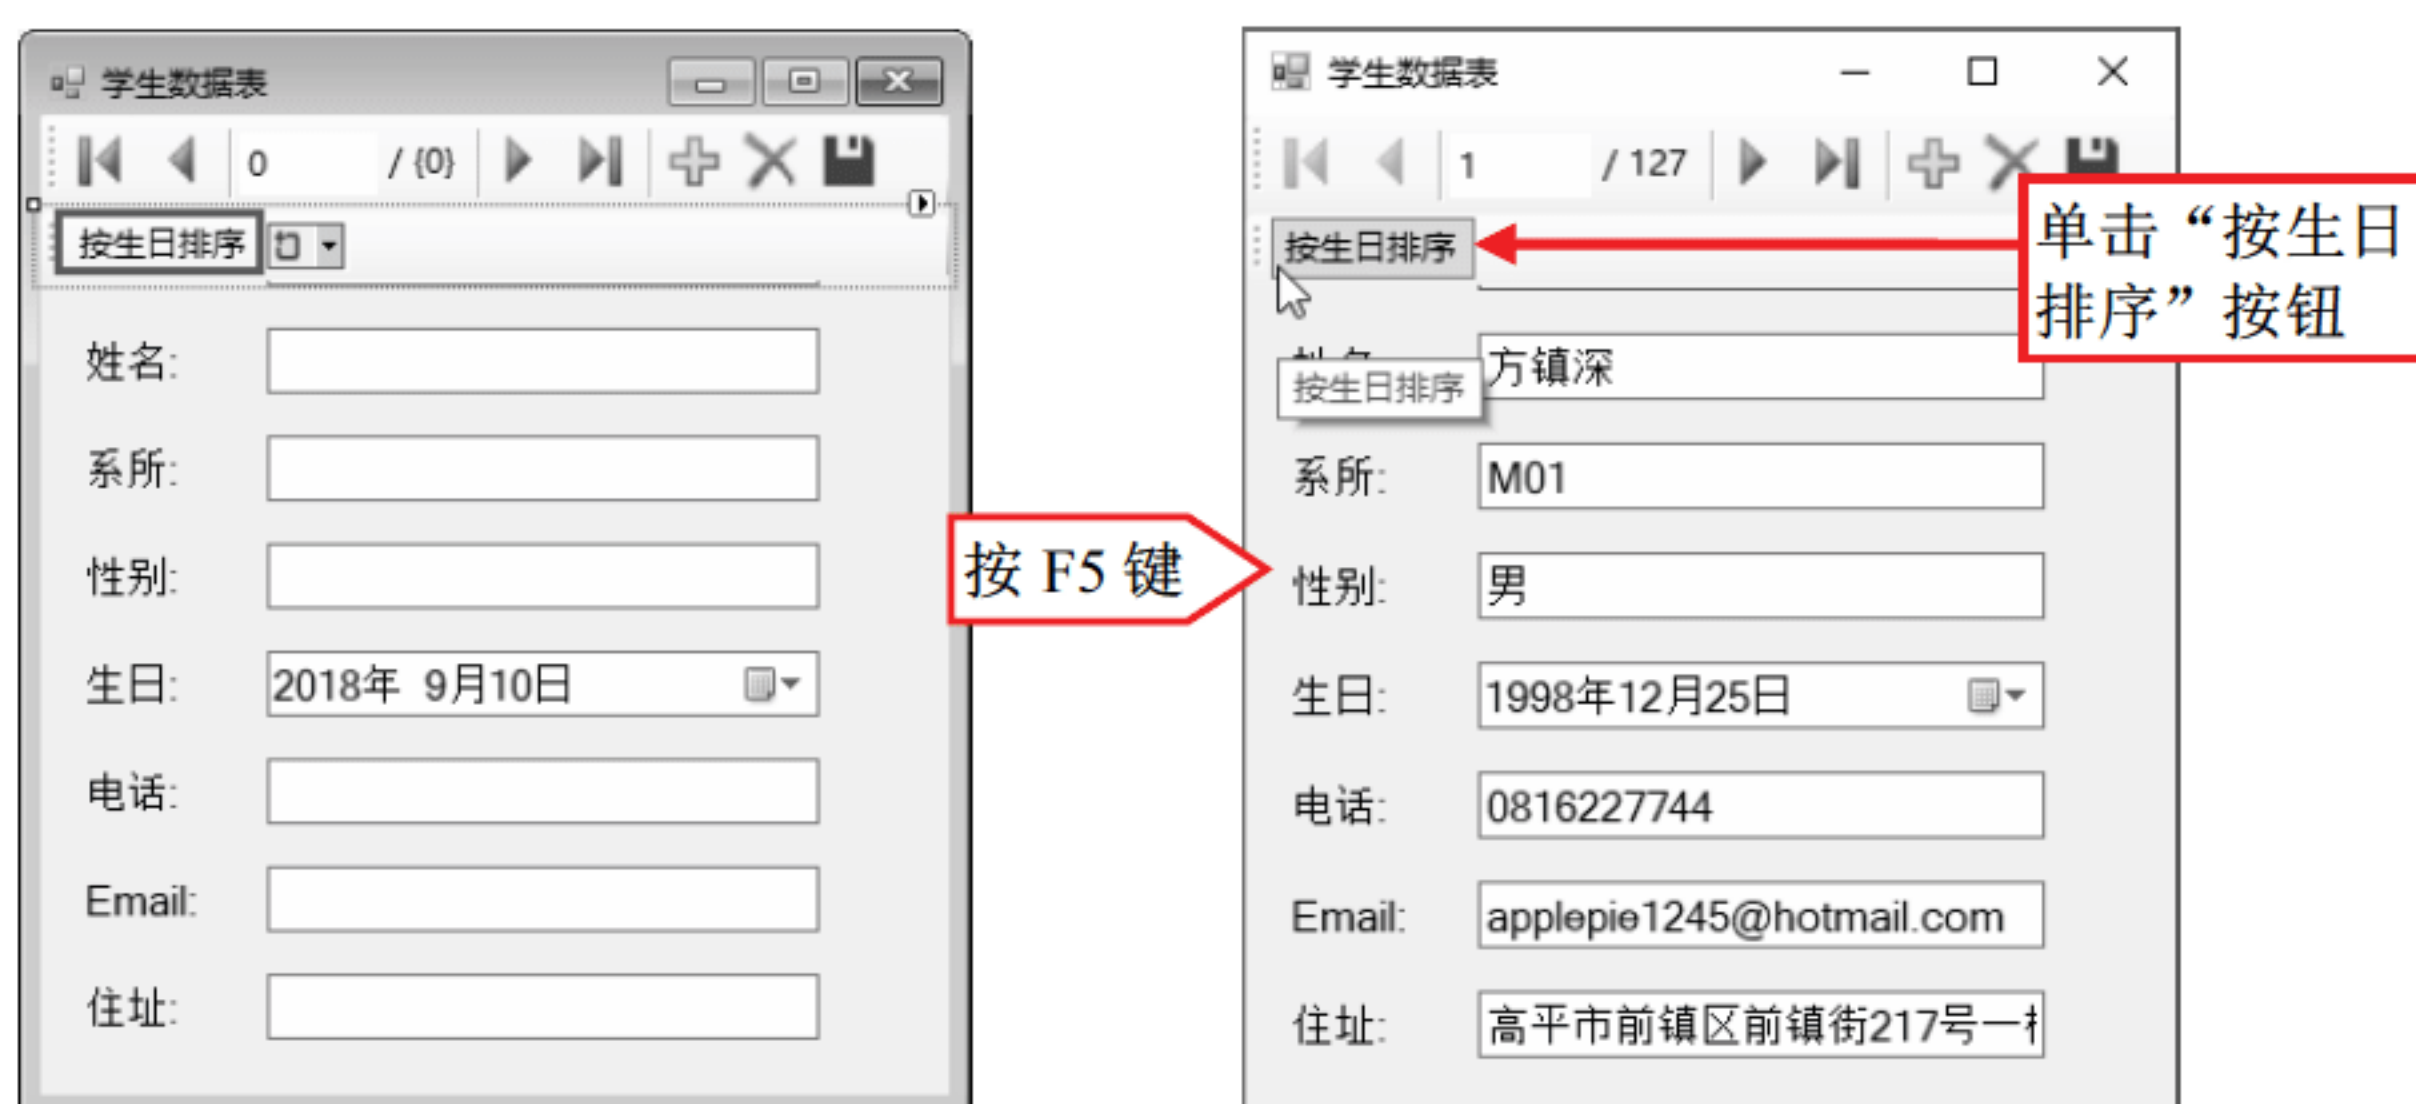 学生数据表
0 / {0}
按生日排序
姓名:
系所:
性别:
生日: 2018年 9月10日
电话:
Email:
住址:
按 F5 键
学生数据表
1 / 127
按生日排序
单击“按生日
排序”按钮
按生日排序
方镇深
系所: M01
性别: 男
生日: 1998年12月25日
电话: 0816227744
Email: applepie1245@hotmail.com
住址: 高平市前镇区前镇街217号一